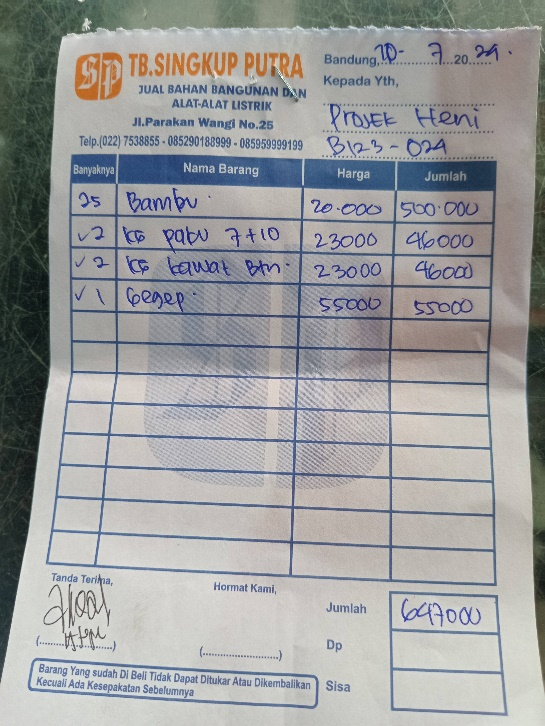 SP TB.SINGKUP PUTRA
JUAL BAHAN BANGUNAN DAN
ALAT-ALAT LISTRIK
Jl.Parakan Wangi No.25
Telp.(022) 7538855 - 085290188999 - 085959999199
Bandung, 10 - 7 20 24.
Kepada Yth,
Projek Heni
B123 - 024
Banyaknya Nama Barang Harga Jumlah
25 Bambu 20.000 500.000
✓ 2 KG paku 7+10 23000 46000
✓ 2 KG kawat Btn. 23000 46000
✓ 1 Gegep 55000 55000
Tanda Terima, Hormat Kami,
Jumlah 647000
Dp
Sisa
(....................) (....................)
Barang Yang sudah Di Beli Tidak Dapat Ditukar Atau Dikembalikan
Kecuali Ada Kesepakatan Sebelumnya